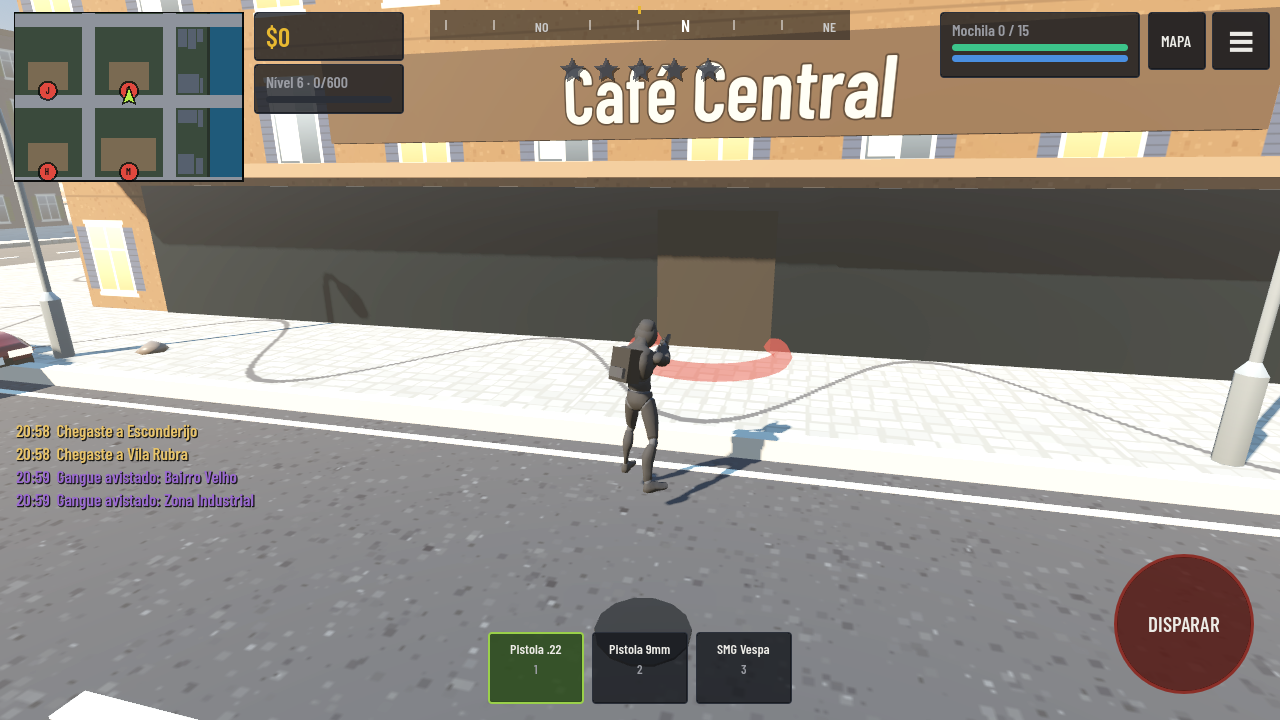 $0
Nível 6 · 0/600
NO
N
NE
Mochila 0 / 15
MAPA
Café Central
J
H
M
20:58 Chegaste a Esconderijo
20:58 Chegaste a Vila Rubra
20:59 Gangue avistado: Bairro Velho
20:59 Gangue avistado: Zona Industrial
DISPARAR
Pistola .22
1
Pistola 9mm
2
SMG Vespa
3